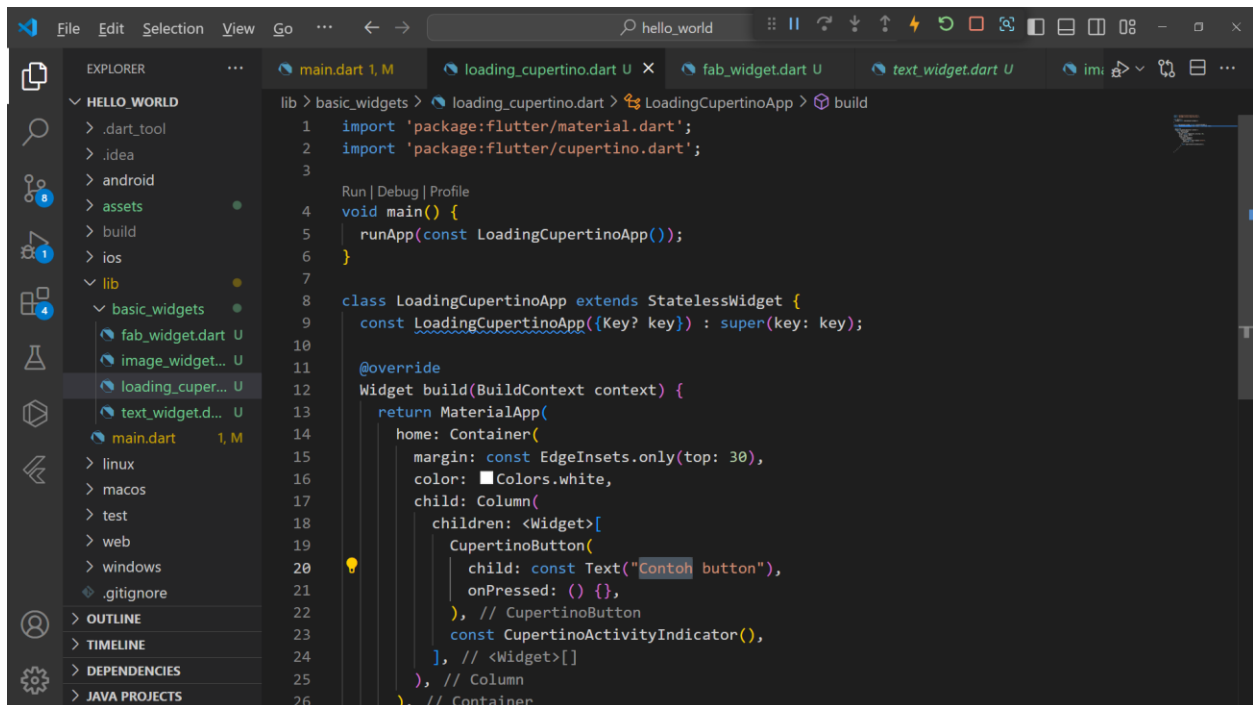 File Edit Selection View Go ··· hello_world
EXPLORER ···
HELLO_WORLD
.dart_tool
.idea
android
assets
build
ios
lib
basic_widgets
fab_widget.dart U
image_widget... U
loading_cuper... U
text_widget.d... U
main.dart 1, M
linux
macos
test
web
windows
.gitignore
OUTLINE
TIMELINE
DEPENDENCIES
JAVA PROJECTS
8
1
4
main.dart 1, M loading_cupertino.dart U fab_widget.dart U text_widget.dart U ima
lib > basic_widgets > loading_cupertino.dart > LoadingCupertinoApp > build
1 import 'package:flutter/material.dart';
2 import 'package:flutter/cupertino.dart';
3
Run | Debug | Profile
4 void main() {
5 runApp(const LoadingCupertinoApp());
6 }
7
8 class LoadingCupertinoApp extends StatelessWidget {
9 const LoadingCupertinoApp({Key? key}) : super(key: key);
10
11 @override
12 Widget build(BuildContext context) {
13 return MaterialApp(
14 home: Container(
15 margin: const EdgeInsets.only(top: 30),
16 color: Colors.white,
17 child: Column(
18 children: <Widget>[
19 CupertinoButton(
20 child: const Text("Contoh button"),
21 onPressed: () {},
22 ), // CupertinoButton
23 const CupertinoActivityIndicator(),
24 ], // <Widget>[]
25 ), // Column
26 ), // Container